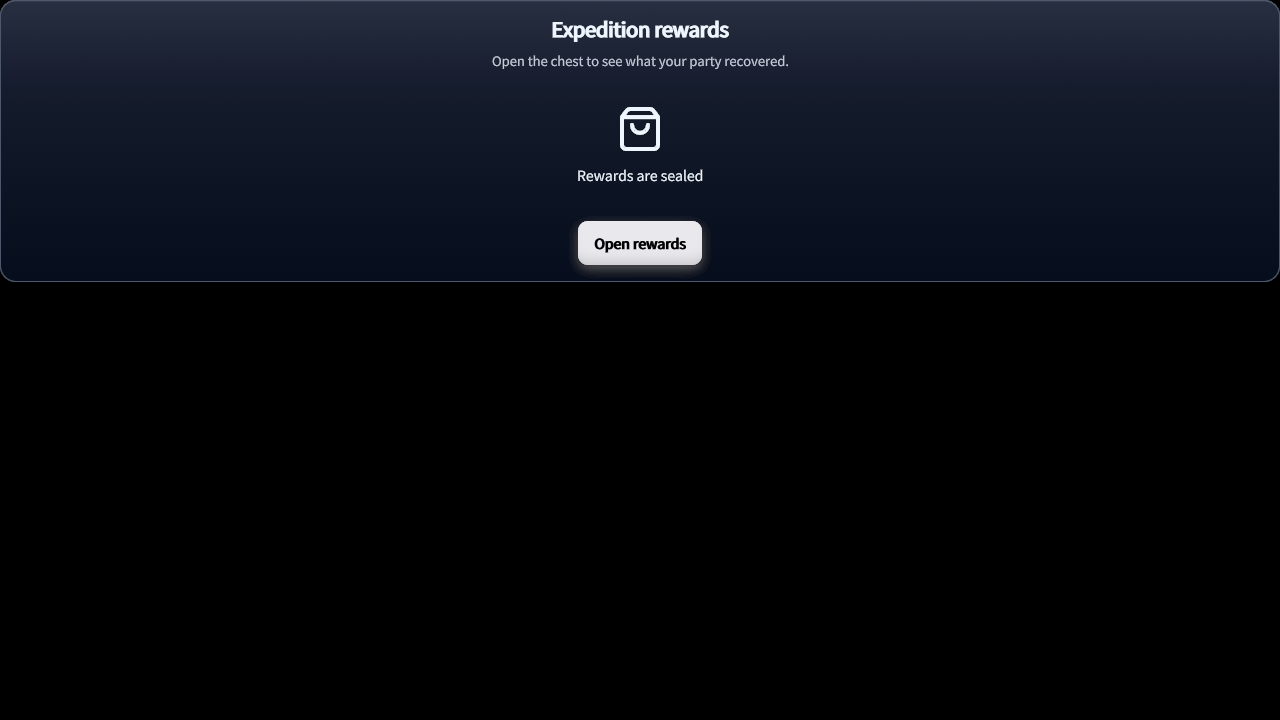 Expedition rewards
Open the chest to see what your party recovered.
Rewards are sealed
Open rewards